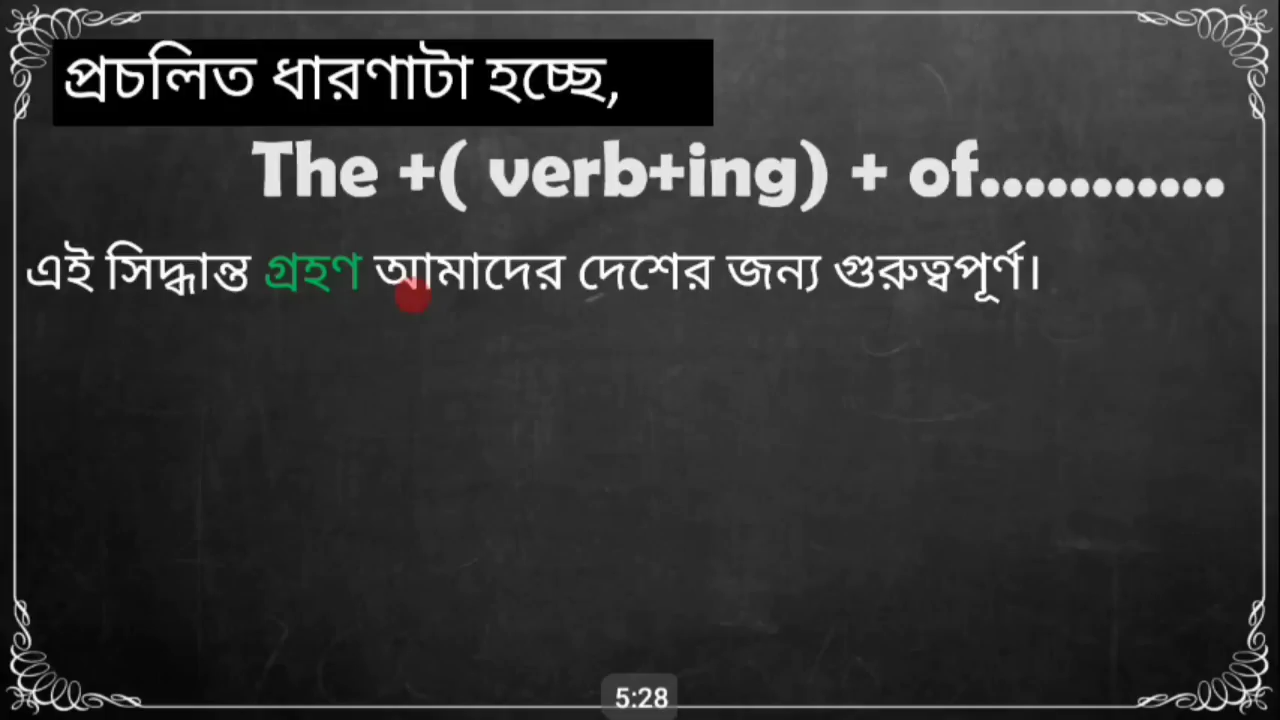 প্রচলিত ধারণাটা হচ্ছে,
The +( verb+ing) + of...........
এই সিদ্ধান্ত গ্রহণ আমাদের দেশের জন্য গুরুত্বপূর্ণ।
5:28